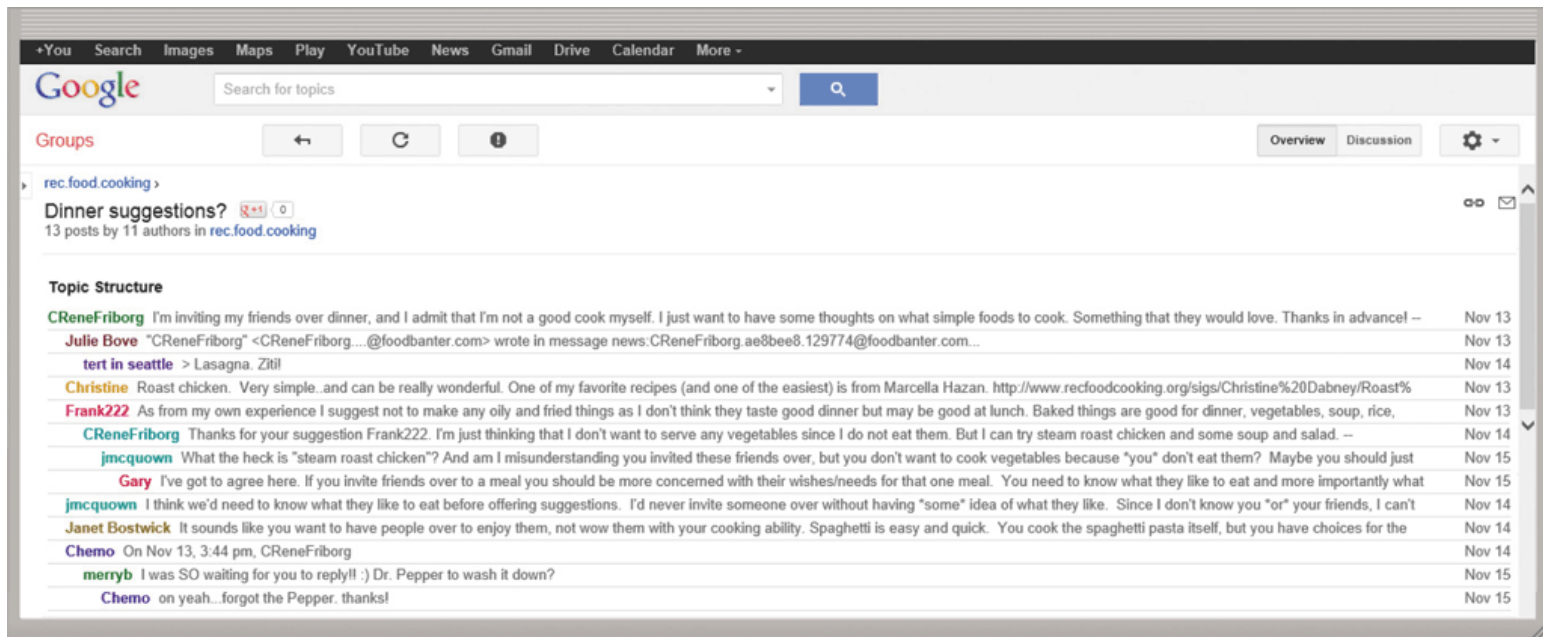 +You Search Images Maps Play YouTube News Gmail Drive Calendar More
Google Search for topics
Groups Overview Discussion
rec.food.cooking ›
Dinner suggestions? g+1 0
13 posts by 11 authors in rec.food.cooking
Topic Structure
CReneFriborg I'm inviting my friends over dinner, and I admit that I'm not a good cook myself. I just want to have some thoughts on what simple foods to cook. Something that they would love. Thanks in advance! -- Nov 13
Julie Bove "CReneFriborg" <CReneFriborg....@foodbanter.com> wrote in message news:CReneFriborg.ae8bee8.129774@foodbanter.com... Nov 13
tert in seattle > Lasagna. Ziti! Nov 14
Christine Roast chicken. Very simple..and can be really wonderful. One of my favorite recipes (and one of the easiest) is from Marcella Hazan. http://www.recfoodcooking.org/sigs/Christine%20Dabney/Roast% Nov 13
Frank222 As from my own experience I suggest not to make any oily and fried things as I don't think they taste good dinner but may be good at lunch. Baked things are good for dinner, vegetables, soup, rice, Nov 13
CReneFriborg Thanks for your suggestion Frank222. I'm just thinking that I don't want to serve any vegetables since I do not eat them. But I can try steam roast chicken and some soup and salad. -- Nov 14
jmcquown What the heck is "steam roast chicken"? And am I misunderstanding you invited these friends over, but you don't want to cook vegetables because *you* don't eat them? Maybe you should just Nov 15
Gary I've got to agree here. If you invite friends over to a meal you should be more concerned with their wishes/needs for that one meal. You need to know what they like to eat and more importantly what Nov 15
jmcquown I think we'd need to know what they like to eat before offering suggestions. I'd never invite someone over without having *some* idea of what they like. Since I don't know you *or* your friends, I can't Nov 14
Janet Bostwick It sounds like you want to have people over to enjoy them, not wow them with your cooking ability. Spaghetti is easy and quick. You cook the spaghetti pasta itself, but you have choices for the Nov 14
Chemo On Nov 13, 3:44 pm, CReneFriborg Nov 14
merryb I was SO waiting for you to reply!! :) Dr. Pepper to wash it down? Nov 15
Chemo on yeah...forgot the Pepper. thanks! Nov 15